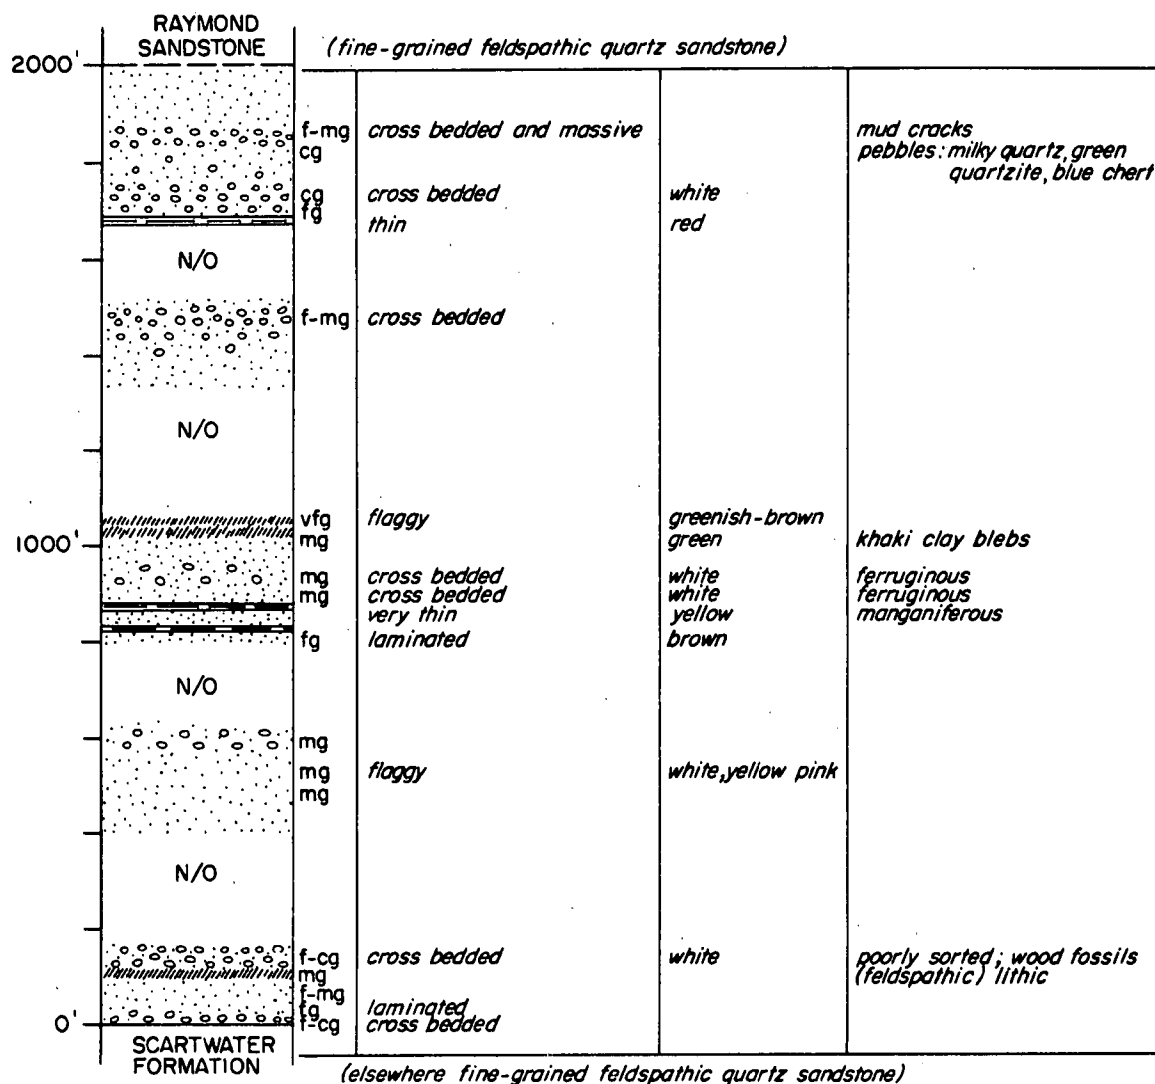 RAYMOND
SANDSTONE
(fine-grained feldspathic quartz sandstone)
2000'
f-mg cross bedded and massive mud cracks
cg pebbles: milky quartz, green
quartzite, blue chert
cg cross bedded white
fg
thin red
N/O
f-mg cross bedded
N/O
vfg flaggy greenish-brown
1000' mg green khaki clay blebs
mg cross bedded white ferruginous
mg cross bedded white ferruginous
very thin yellow manganiferous
fg laminated brown
N/O
mg
mg flaggy white, yellow pink
mg
N/O
f-cg cross bedded white poorly sorted; wood fossils
mg (feldspathic) lithic
f-mg
fg laminated
0' f-cg cross bedded
SCARTWATER
FORMATION
(elsewhere fine-grained feldspathic quartz sandstone)